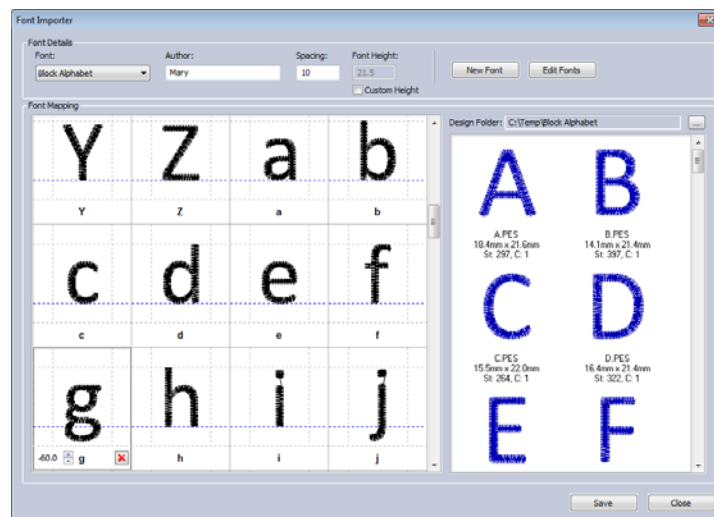 Font Importer
Font Details
Font: Author: Spacing: Font Height:
Block Alphabet Mary 10 21.5 New Font Edit Fonts
Custom Height
Font Mapping
Design Folder: C:\Temp\Block Alphabet ...
Y Z a b
Y Z a b
c d e f
c d e f
g h i j
-60.0 g h i j
A B
A.PES B.PES
18.4mm x 21.6mm 14.1mm x 21.4mm
St: 297, C: 1 St: 397, C: 1
C D
C.PES D.PES
15.5mm x 22.0mm 16.4mm x 21.4mm
St: 264, C: 1 St: 322, C: 1
E F
Save Close